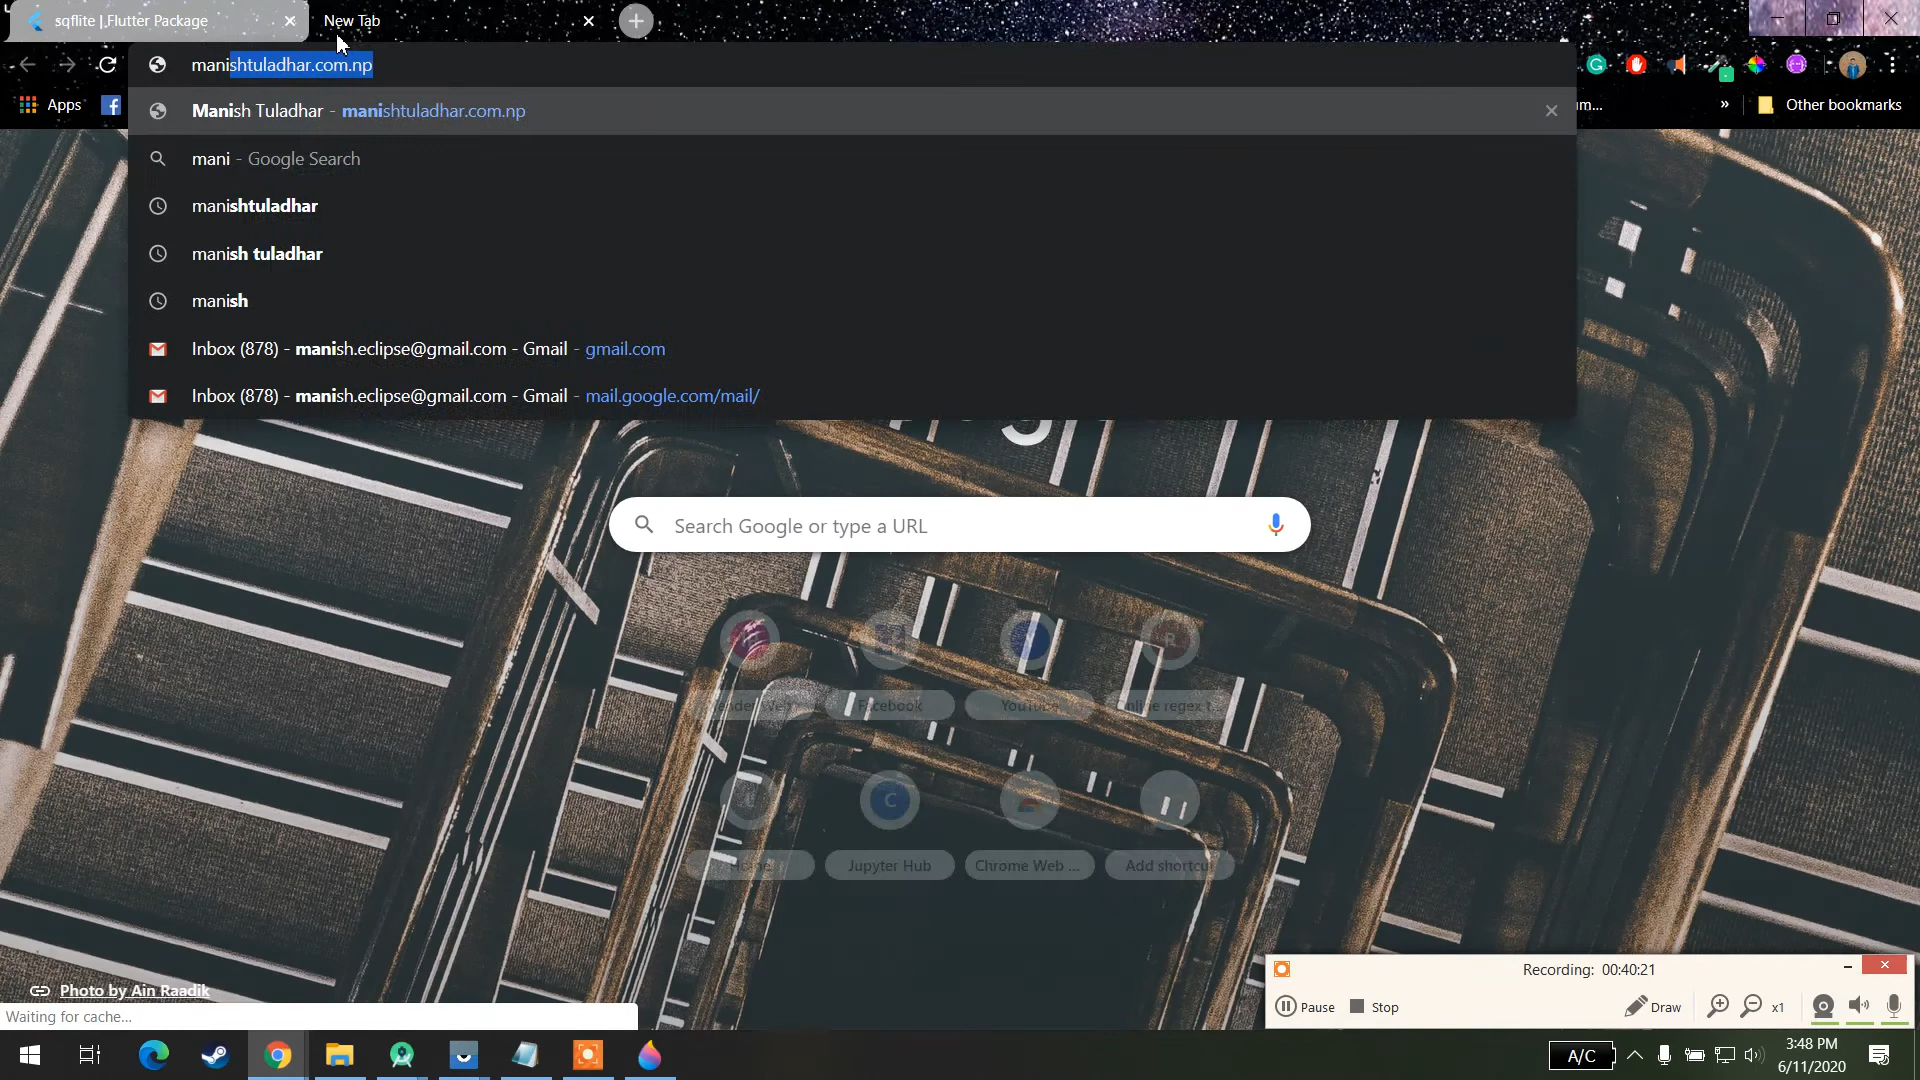 sqflite | Flutter Package
New Tab
manishtuladhar.com.np
Apps
um...
»
Other bookmarks
Manish Tuladhar - manishtuladhar.com.np
mani - Google Search
manishtuladhar
manish tuladhar
manish
Inbox (878) - manish.eclipse@gmail.com - Gmail - gmail.com
Inbox (878) - manish.eclipse@gmail.com - Gmail - mail.google.com/mail/
Search Google or type a URL
Facebook
YouTube
Jupyter Hub
Chrome Web ...
Add shortcut
Photo by Ain Raadik
Waiting for cache...
Recording: 00:40:21
Pause
Stop
Draw
x1
A/C
3:48 PM
6/11/2020